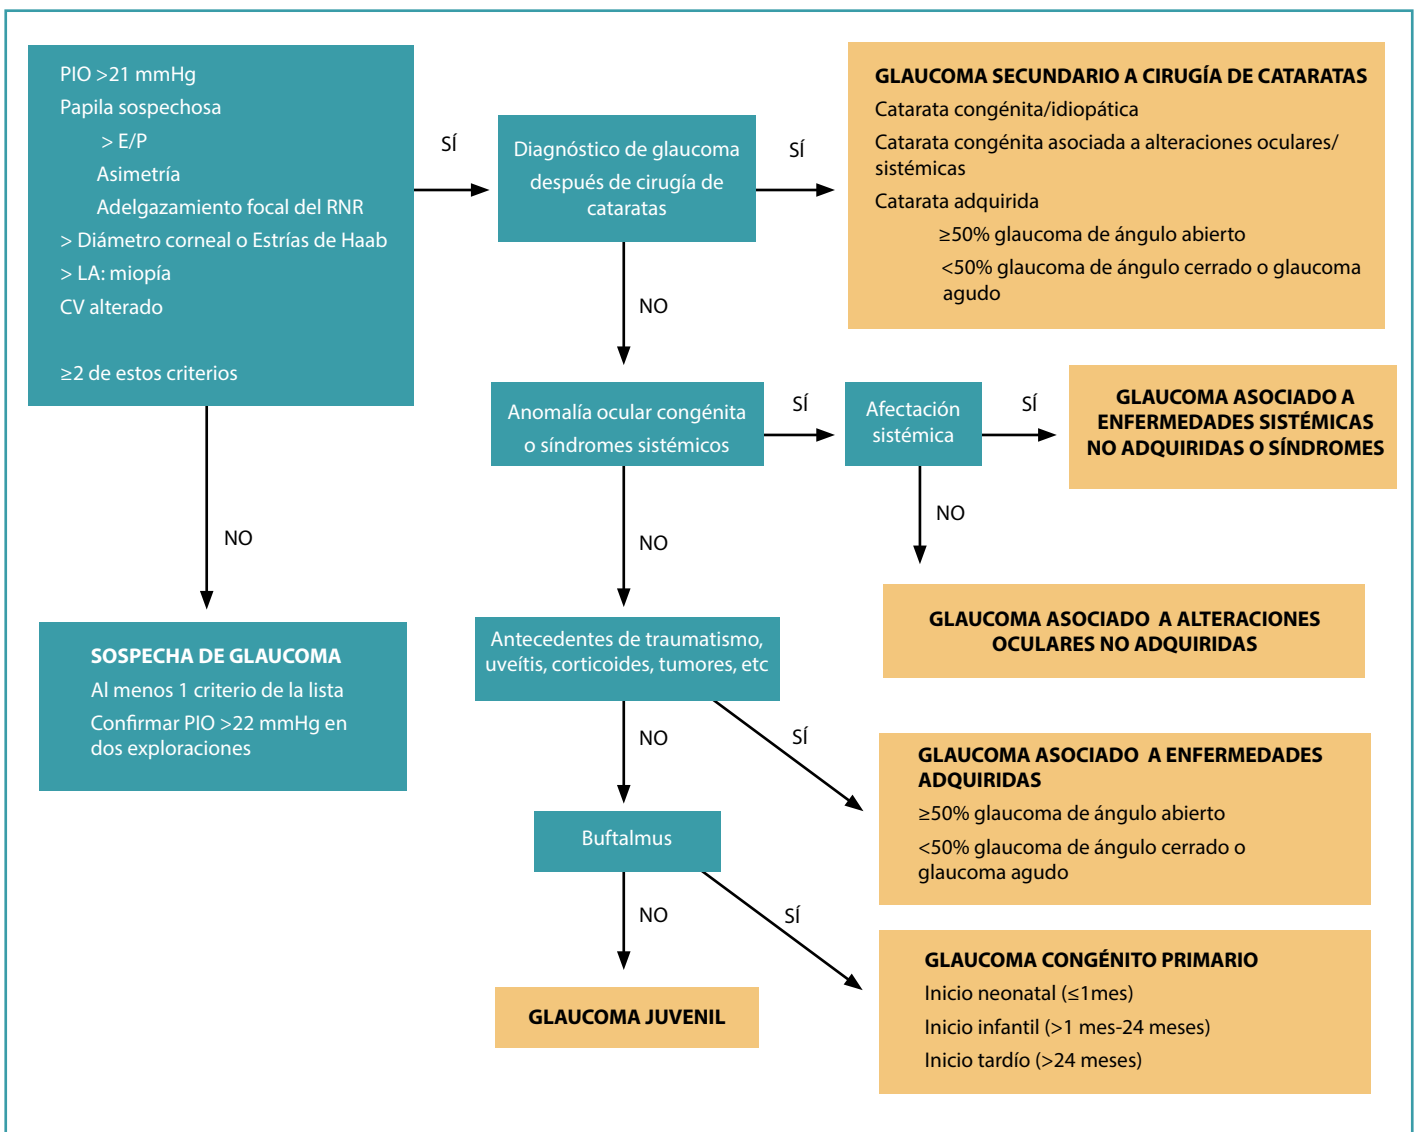 PIO >21 mmHg
Papila sospechosa
> E/P
Asimetría
Adelgazamiento focal del RNR
> Diámetro corneal o Estrías de Haab
> LA: miopía
CV alterado
≥2 de estos criterios
SÍ
Diagnóstico de glaucoma
después de cirugía de
cataratas
SÍ
GLAUCOMA SECUNDARIO A CIRUGÍA DE CATARATAS
Catarata congénita/idiopática
Catarata congénita asociada a alteraciones oculares/
sistémicas
Catarata adquirida
≥50% glaucoma de ángulo abierto
<50% glaucoma de ángulo cerrado o glaucoma
agudo
NO
Anomalía ocular congénita
o síndromes sistémicos
SÍ
Afectación
sistémica
SÍ
GLAUCOMA ASOCIADO A
ENFERMEDADES SISTÉMICAS
NO ADQUIRIDAS O SÍNDROMES
NO
NO
NO
GLAUCOMA ASOCIADO A ALTERACIONES
OCULARES NO ADQUIRIDAS
SOSPECHA DE GLAUCOMA
Al menos 1 criterio de la lista
Confirmar PIO >22 mmHg en
dos exploraciones
Antecedentes de traumatismo,
uveítis, corticoides, tumores, etc
NO
SÍ
GLAUCOMA ASOCIADO A ENFERMEDADES
ADQUIRIDAS
≥50% glaucoma de ángulo abierto
<50% glaucoma de ángulo cerrado o
glaucoma agudo
Buftalmus
NO
SÍ
GLAUCOMA JUVENIL
GLAUCOMA CONGÉNITO PRIMARIO
Inicio neonatal (≤1mes)
Inicio infantil (>1 mes-24 meses)
Inicio tardío (>24 meses)